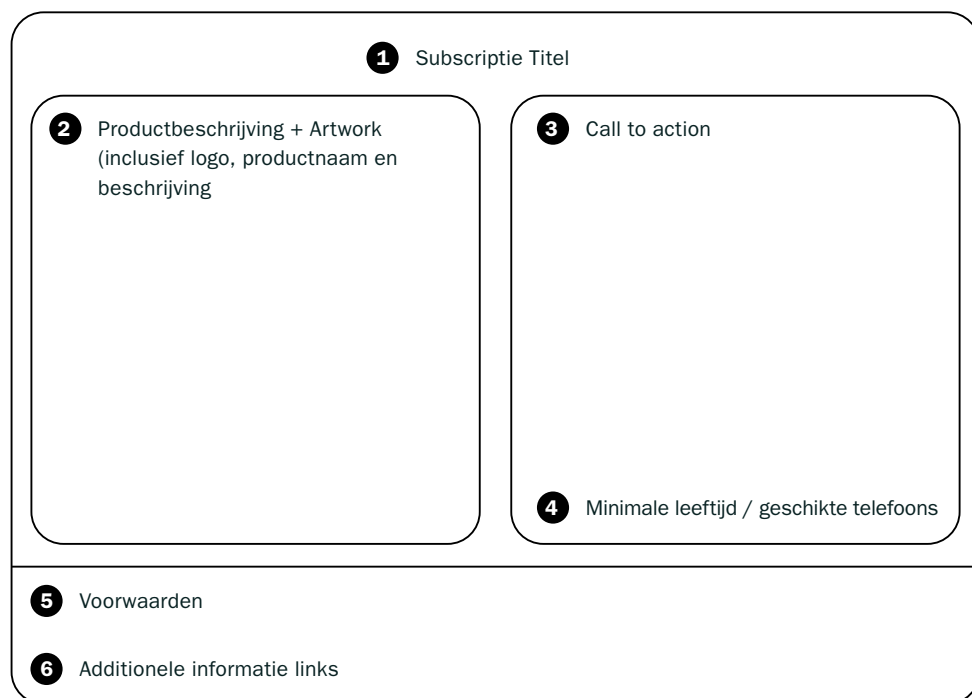 1 Subscriptie Titel
2 Productbeschrijving + Artwork
(inclusief logo, productnaam en
beschrijving
3 Call to action
4 Minimale leeftijd / geschikte telefoons
5 Voorwaarden
6 Additionele informatie links